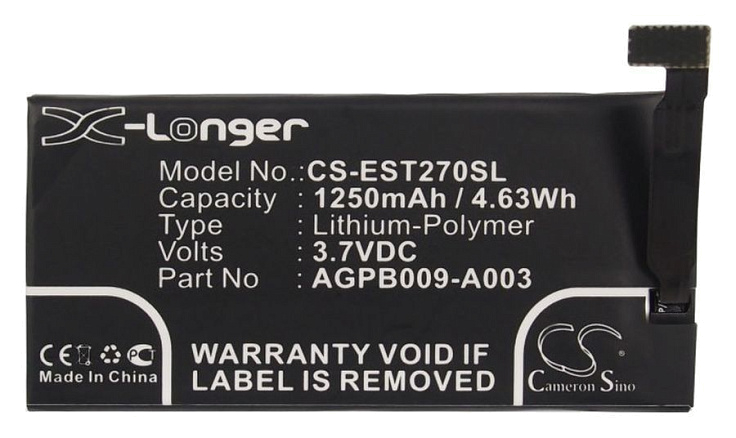 X-Longer
Model No.: CS-EST270SL
Capacity : 1250mAh / 4.63Wh
Type : Lithium-Polymer
Volts : 3.7VDC
Part No : AGPB009-A003
CE PCT
Made In China
WARRANTY VOID IF
LABEL IS REMOVED
CS
Cameron Sino